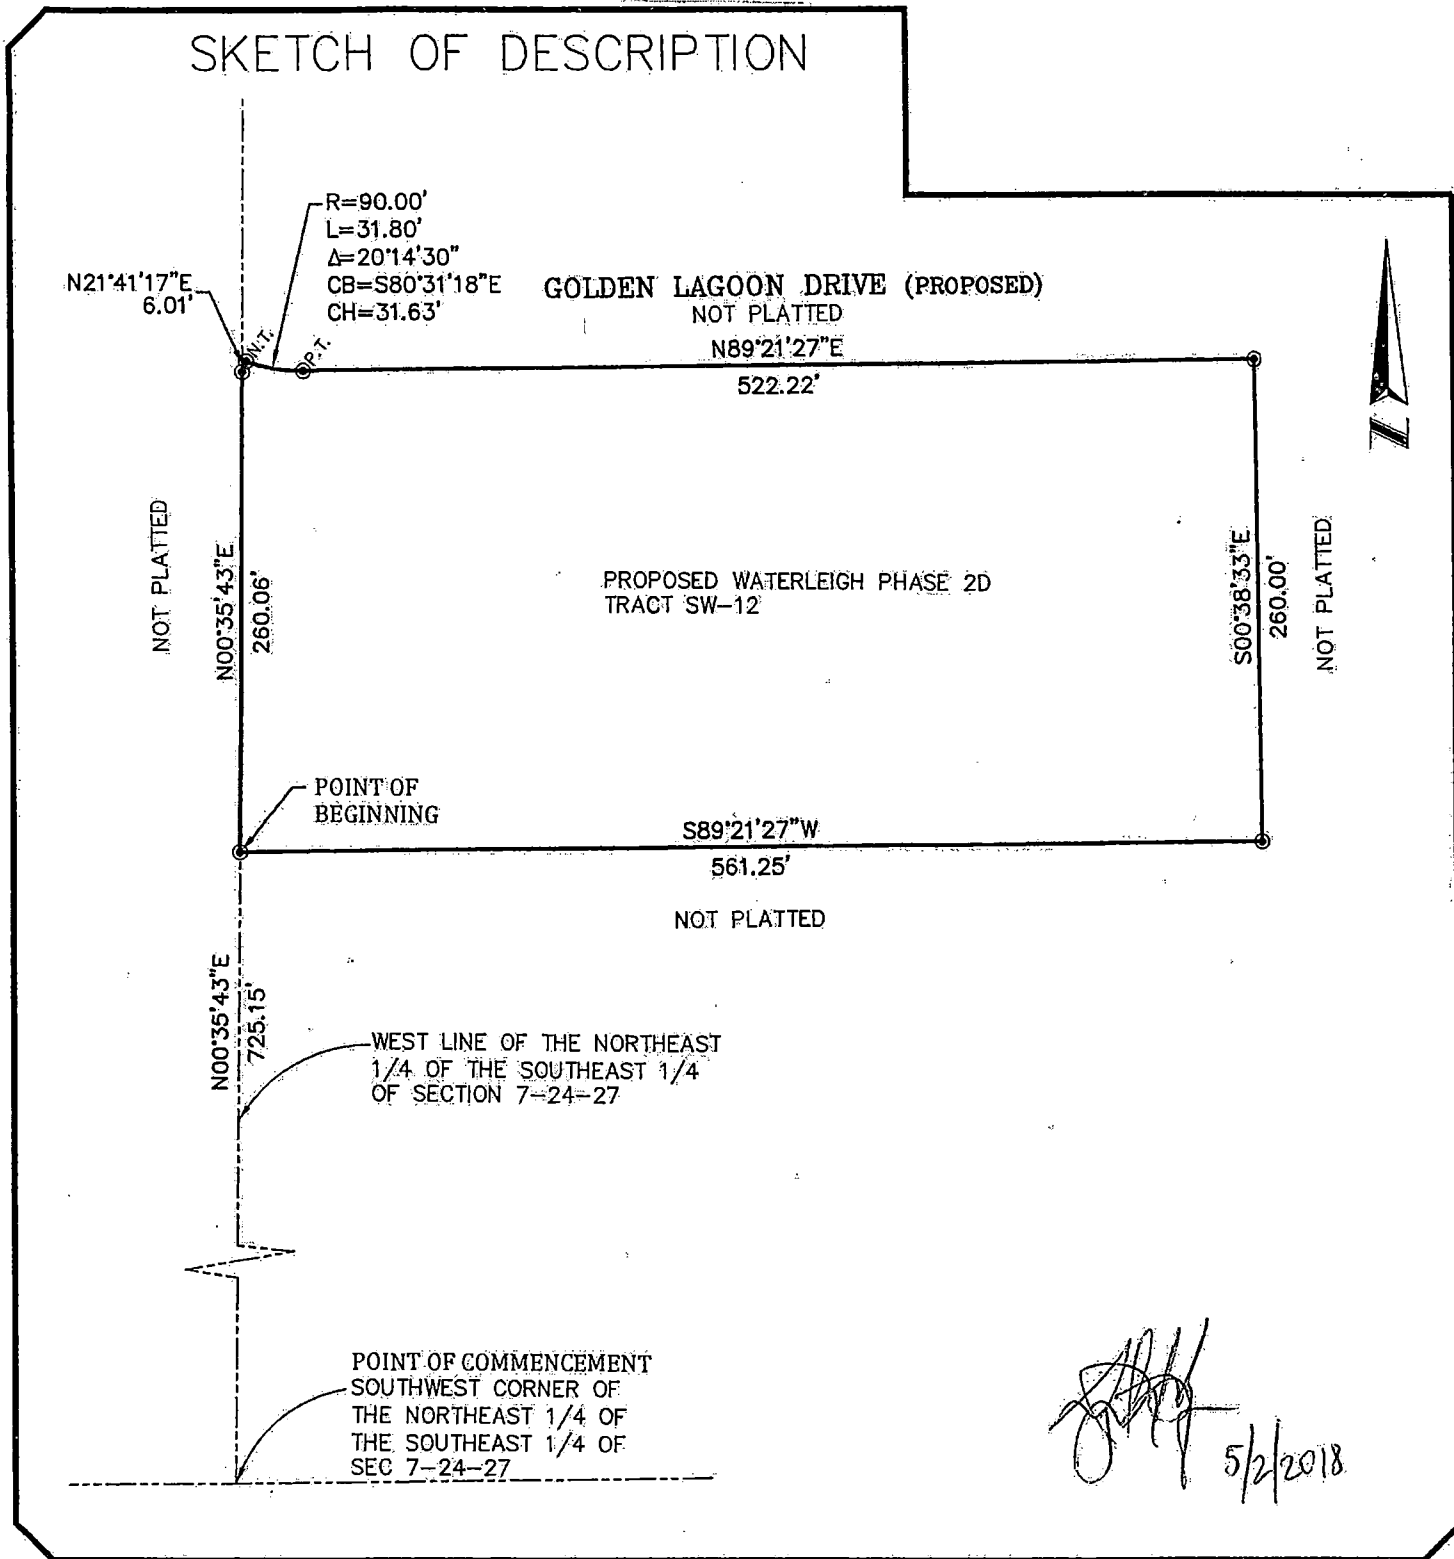 SKETCH OF DESCRIPTION
R=90.00'
L=31.80'
Δ=20°14'30"
CB=S80°31'18"E
CH=31.63'
N21°41'17"E
6.01'
GOLDEN LAGOON DRIVE (PROPOSED)
NOT PLATTED
N.T.
P.T.
N89°21'27"E
522.22'
NOT PLATTED
N00°35'43"E
260.06'
PROPOSED WATERLEIGH PHASE 2D
TRACT SW-12
S00°38'33"E
260.00'
NOT PLATTED
N
POINT OF
BEGINNING
S89°21'27"W
561.25'
NOT PLATTED
N00°35'43"E
725.15'
WEST LINE OF THE NORTHEAST
1/4 OF THE SOUTHEAST 1/4
OF SECTION 7-24-27
POINT OF COMMENCEMENT
SOUTHWEST CORNER OF
THE NORTHEAST 1/4 OF
THE SOUTHEAST 1/4 OF
SEC 7-24-27
5/2/2018